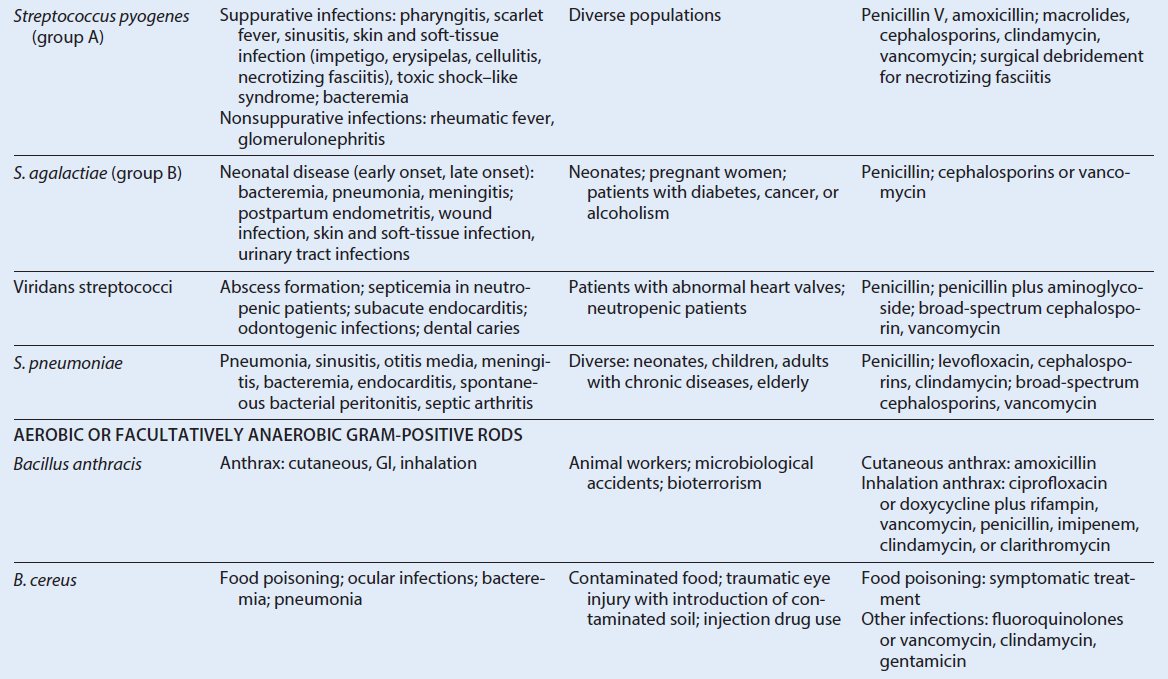 Streptococcus pyogenes
(group A)
Suppurative infections: pharyngitis, scarlet
fever, sinusitis, skin and soft-tissue
infection (impetigo, erysipelas, cellulitis,
necrotizing fasciitis), toxic shock–like
syndrome; bacteremia
Nonsuppurative infections: rheumatic fever,
glomerulonephritis
Diverse populations
Penicillin V, amoxicillin; macrolides,
cephalosporins, clindamycin,
vancomycin; surgical debridement
for necrotizing fasciitis
S. agalactiae (group B)
Neonatal disease (early onset, late onset):
bacteremia, pneumonia, meningitis;
postpartum endometritis, wound
infection, skin and soft-tissue infection,
urinary tract infections
Neonates; pregnant women;
patients with diabetes, cancer, or
alcoholism
Penicillin; cephalosporins or vanco-
mycin
Viridans streptococci
Abscess formation; septicemia in neutro-
penic patients; subacute endocarditis;
odontogenic infections; dental caries
Patients with abnormal heart valves;
neutropenic patients
Penicillin; penicillin plus aminoglyco-
side; broad-spectrum cephalospo-
rin, vancomycin
S. pneumoniae
Pneumonia, sinusitis, otitis media, meningi-
tis, bacteremia, endocarditis, spontane-
ous bacterial peritonitis, septic arthritis
Diverse: neonates, children, adults
with chronic diseases, elderly
Penicillin; levofloxacin, cephalospo-
rins, clindamycin; broad-spectrum
cephalosporins, vancomycin
AEROBIC OR FACULTATIVELY ANAEROBIC GRAM-POSITIVE RODS
Bacillus anthracis
Anthrax: cutaneous, GI, inhalation
Animal workers; microbiological
accidents; bioterrorism
Cutaneous anthrax: amoxicillin
Inhalation anthrax: ciprofloxacin
or doxycycline plus rifampin,
vancomycin, penicillin, imipenem,
clindamycin, or clarithromycin
B. cereus
Food poisoning; ocular infections; bactere-
mia; pneumonia
Contaminated food; traumatic eye
injury with introduction of con-
taminated soil; injection drug use
Food poisoning: symptomatic treat-
ment
Other infections: fluoroquinolones
or vancomycin, clindamycin,
gentamicin